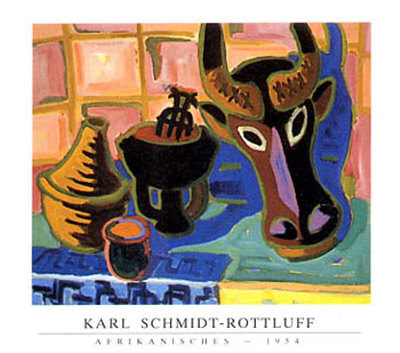 KARL SCHMIDT-ROTTLUFF
AFRIKANISCHES – 1954